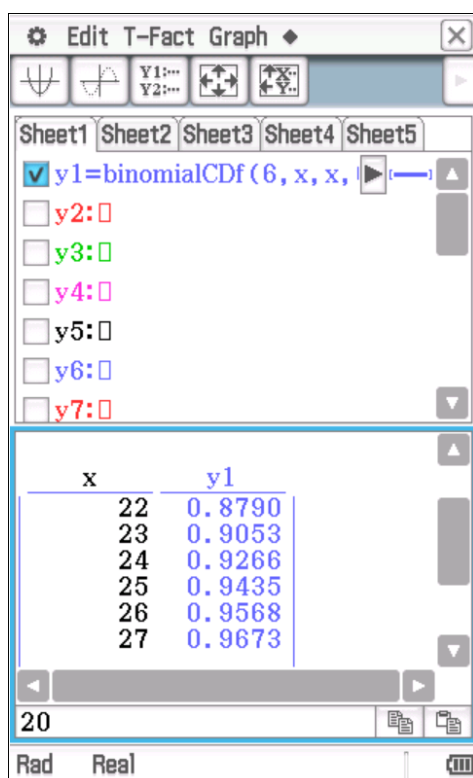 Edit T-Fact Graph ◆
Y1:··· Y2:···
X·· Y··
Sheet1 Sheet2 Sheet3 Sheet4 Sheet5
y1=binomialCDf(6,x,x,
y2:▯
y3:▯
y4:▯
y5:▯
y6:▯
y7:▯
x y1
22 0.8790
23 0.9053
24 0.9266
25 0.9435
26 0.9568
27 0.9673
20
Rad Real